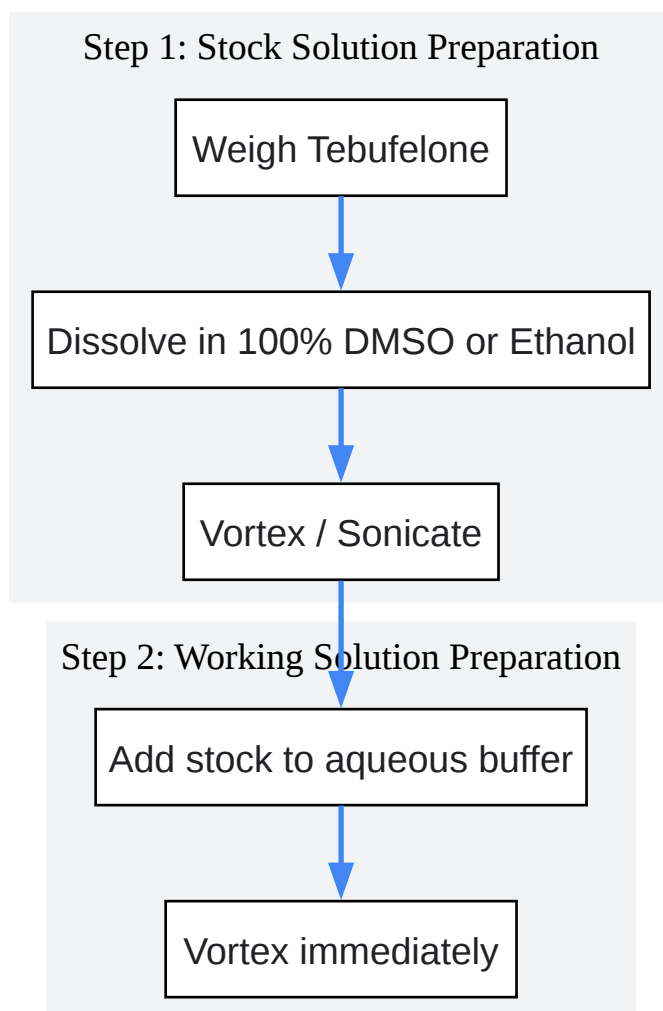 Step 1: Stock Solution Preparation
Weigh Tebufelone
Dissolve in 100% DMSO or Ethanol
Vortex / Sonicate
Step 2: Working Solution Preparation
Add stock to aqueous buffer
Vortex immediately